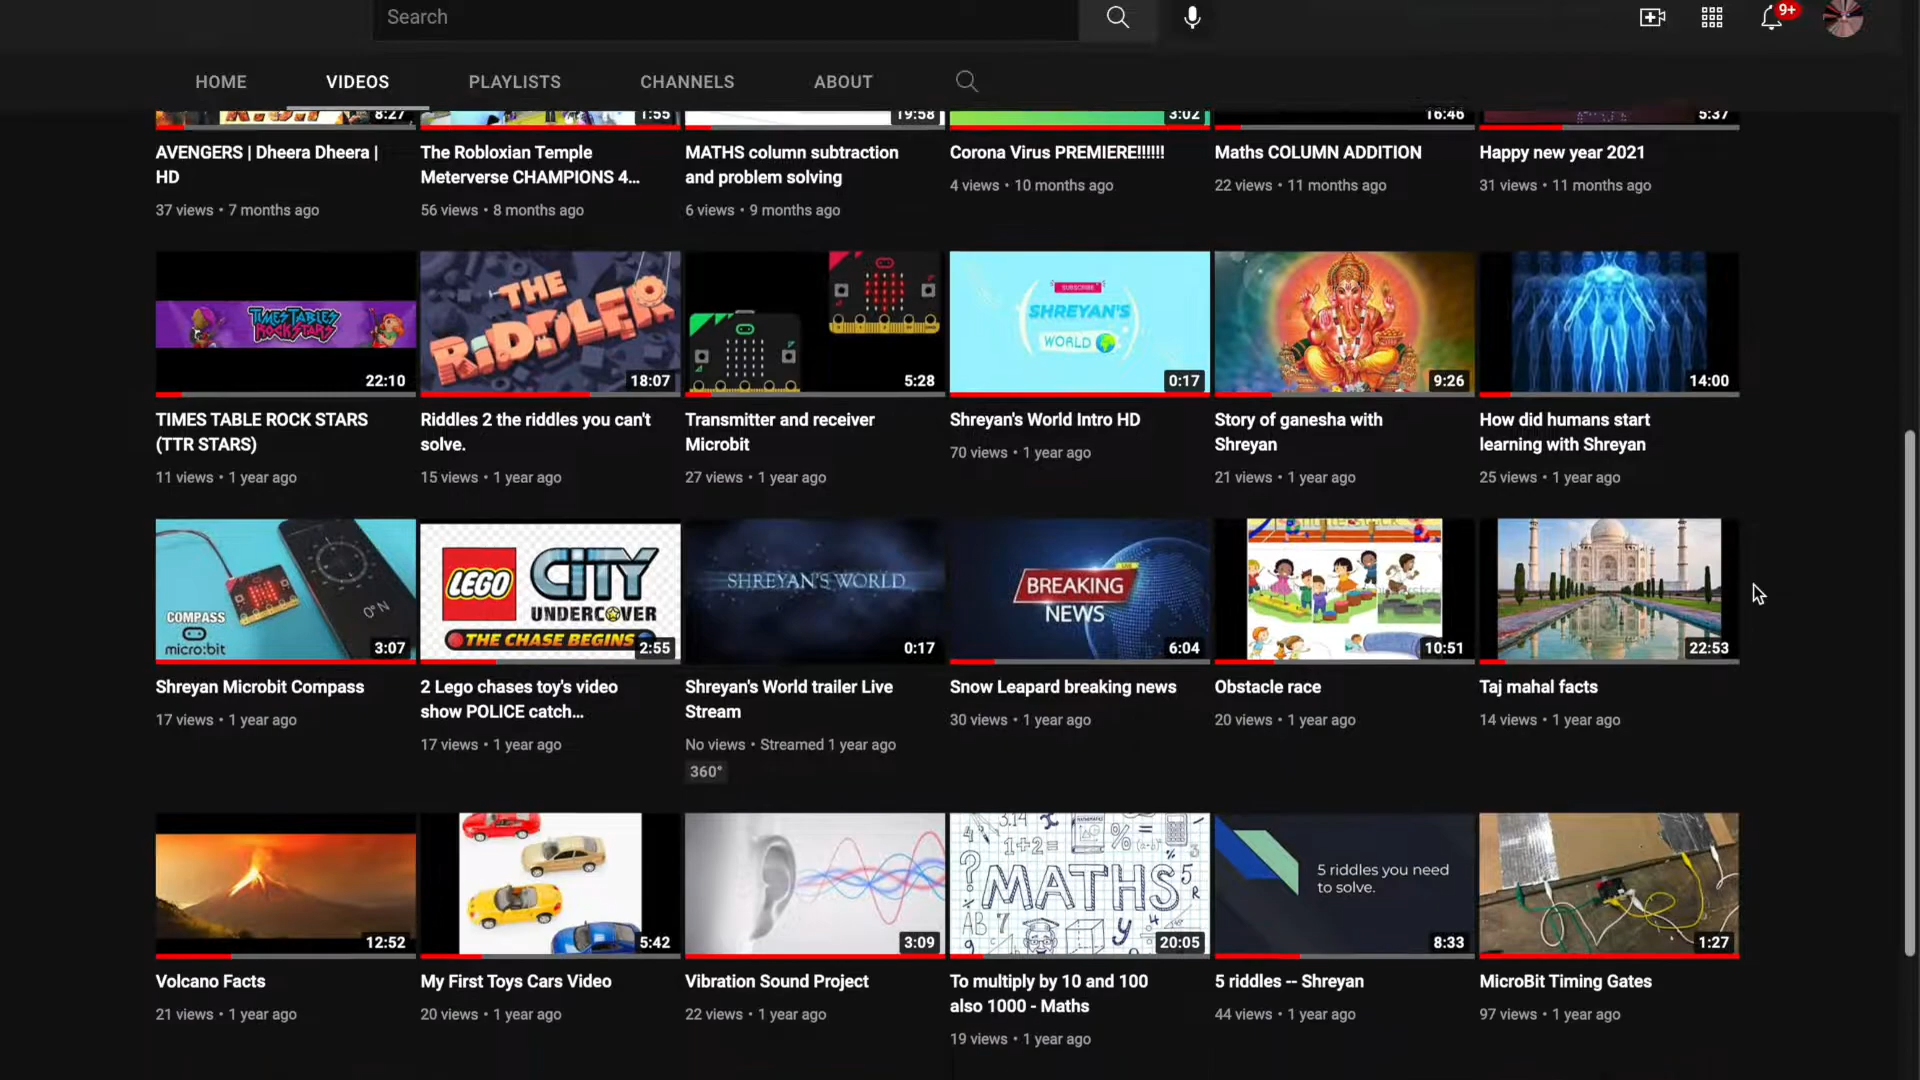 Search
9+
HOME
VIDEOS
PLAYLISTS
CHANNELS
ABOUT
8:27
1:55
19:58
3:02
16:46
5:37
AVENGERS | Dheera Dheera |
HD
37 views • 7 months ago
The Robloxian Temple
Meterverse CHAMPIONS 4...
56 views • 8 months ago
MATHS column subtraction
and problem solving
6 views • 9 months ago
Corona Virus PREMIERE!!!!!!
4 views • 10 months ago
Maths COLUMN ADDITION
22 views • 11 months ago
Happy new year 2021
31 views • 11 months ago
TIMES TABLES
ROCK STARS
22:10
THE
RIDDLER
18:07
5:28
SUBSCRIBE
SHREYAN'S
WORLD
0:17
9:26
14:00
TIMES TABLE ROCK STARS
(TTR STARS)
11 views • 1 year ago
Riddles 2 the riddles you can't
solve.
15 views • 1 year ago
Transmitter and receiver
Microbit
27 views • 1 year ago
Shreyan's World Intro HD
70 views • 1 year ago
Story of ganesha with
Shreyan
21 views • 1 year ago
How did humans start
learning with Shreyan
25 views • 1 year ago
COMPASS
micro:bit
0°N
3:07
LEGO
CITY
UNDERCOVER
THE CHASE BEGINS
2:55
SHREYAN'S WORLD
0:17
LIVE
BREAKING
NEWS
6:04
10:51
22:53
Shreyan Microbit Compass
17 views • 1 year ago
2 Lego chases toy's video
show POLICE catch...
17 views • 1 year ago
Shreyan's World trailer Live
Stream
No views • Streamed 1 year ago
360°
Snow Leopard breaking news
30 views • 1 year ago
Obstacle race
20 views • 1 year ago
Taj mahal facts
14 views • 1 year ago
12:52
5:42
3:09
3.14
1+2=
MATHS
20:05
5 riddles you need
to solve.
8:33
1:27
Volcano Facts
21 views • 1 year ago
My First Toys Cars Video
20 views • 1 year ago
Vibration Sound Project
22 views • 1 year ago
To multiply by 10 and 100
also 1000 - Maths
19 views • 1 year ago
5 riddles -- Shreyan
44 views • 1 year ago
MicroBit Timing Gates
97 views • 1 year ago